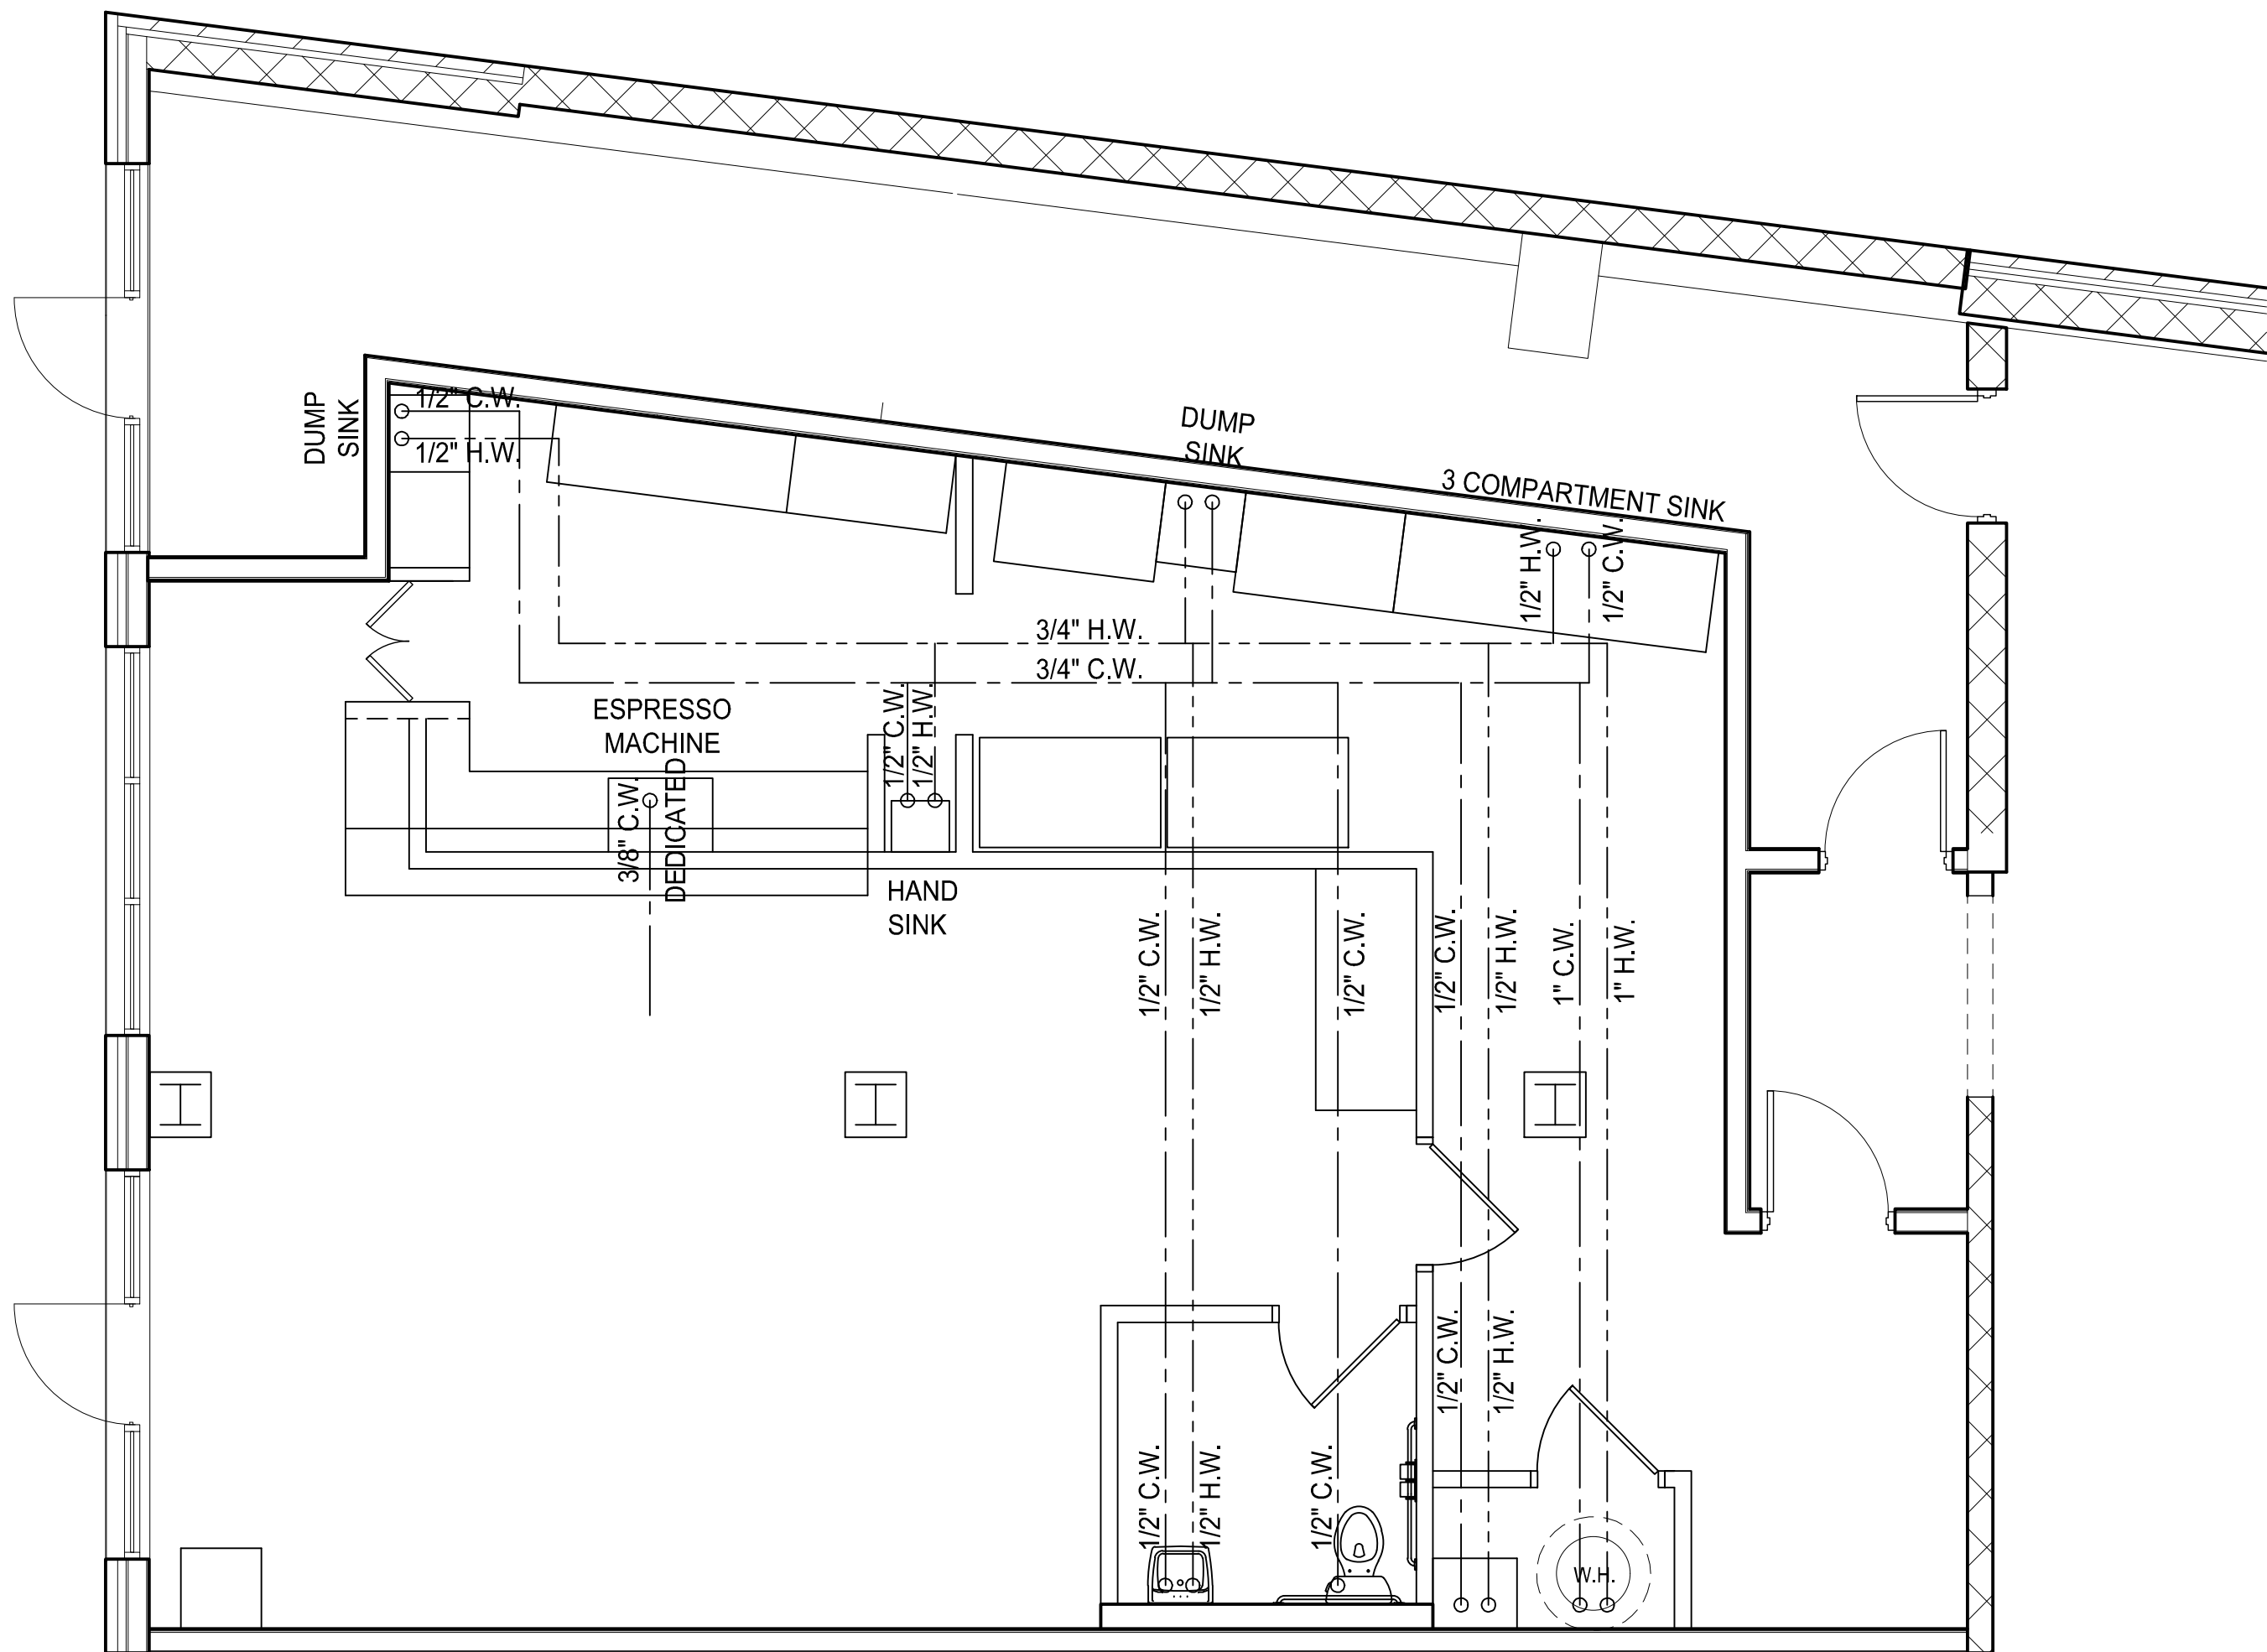 DUMP
SINK
1/2" C.W.
1/2" H.W.
DUMP
SINK
3 COMPARTMENT SINK
1/2" H.W.
1/2" C.W.
3/4" H.W.
3/4" C.W.
ESPRESSO
MACHINE
3/8" C.W.
DEDICATED
1/2" C.W.
1/2" H.W.
HAND
SINK
1/2" C.W.
1/2" H.W.
1/2" C.W.
1/2" C.W.
1/2" H.W.
1" C.W.
1" H.W.
1/2" C.W.
1/2" H.W.
1/2" C.W.
1/2" H.W.
1/2" C.W.
W.H.